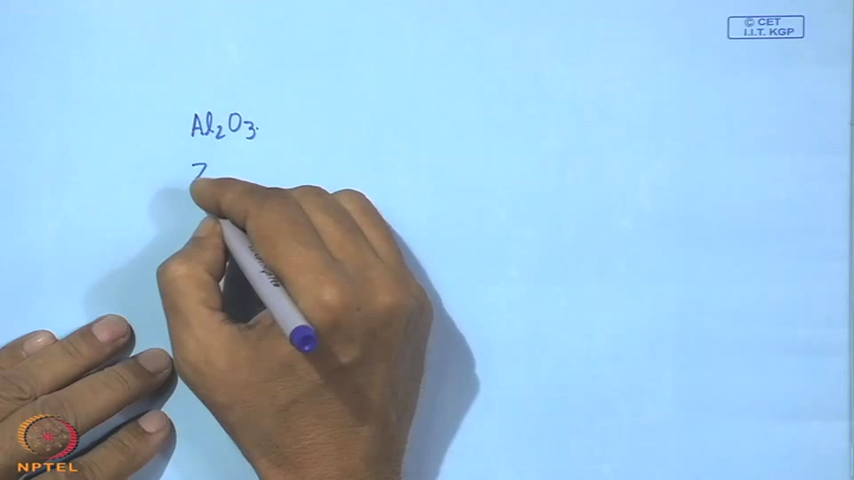 © CET
I.I.T. KGP
Al₂O₃.
Z
NPTEL